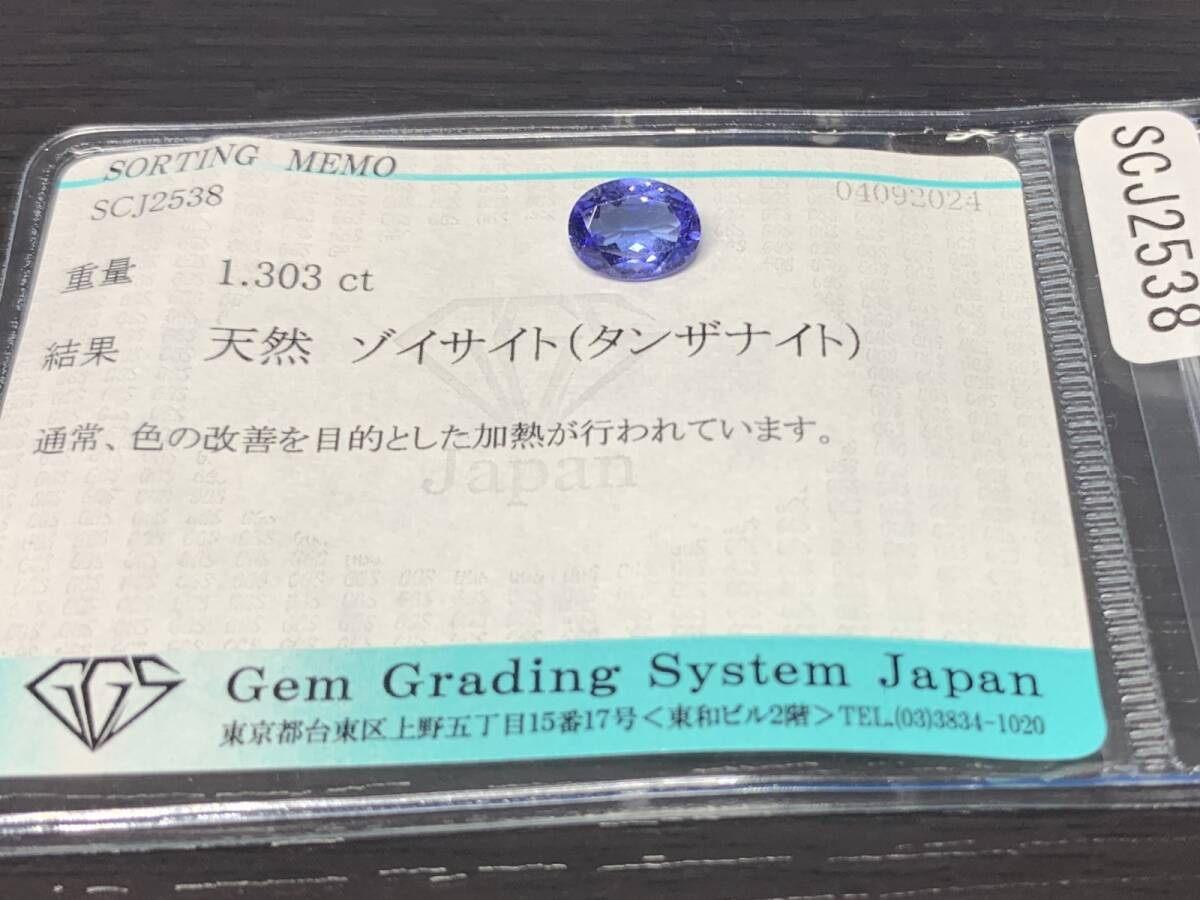 SORTING MEMO
SCJ2538 04092024
重量 1.303 ct
結果 天然 ゾイサイト(タンザナイト)
通常、色の改善を目的とした加熱が行われています。
Japan
GGS Gem Grading System Japan
東京都台東区上野五丁目15番17号<東和ビル2階>TEL.(03)3834-1020
SCJ2538